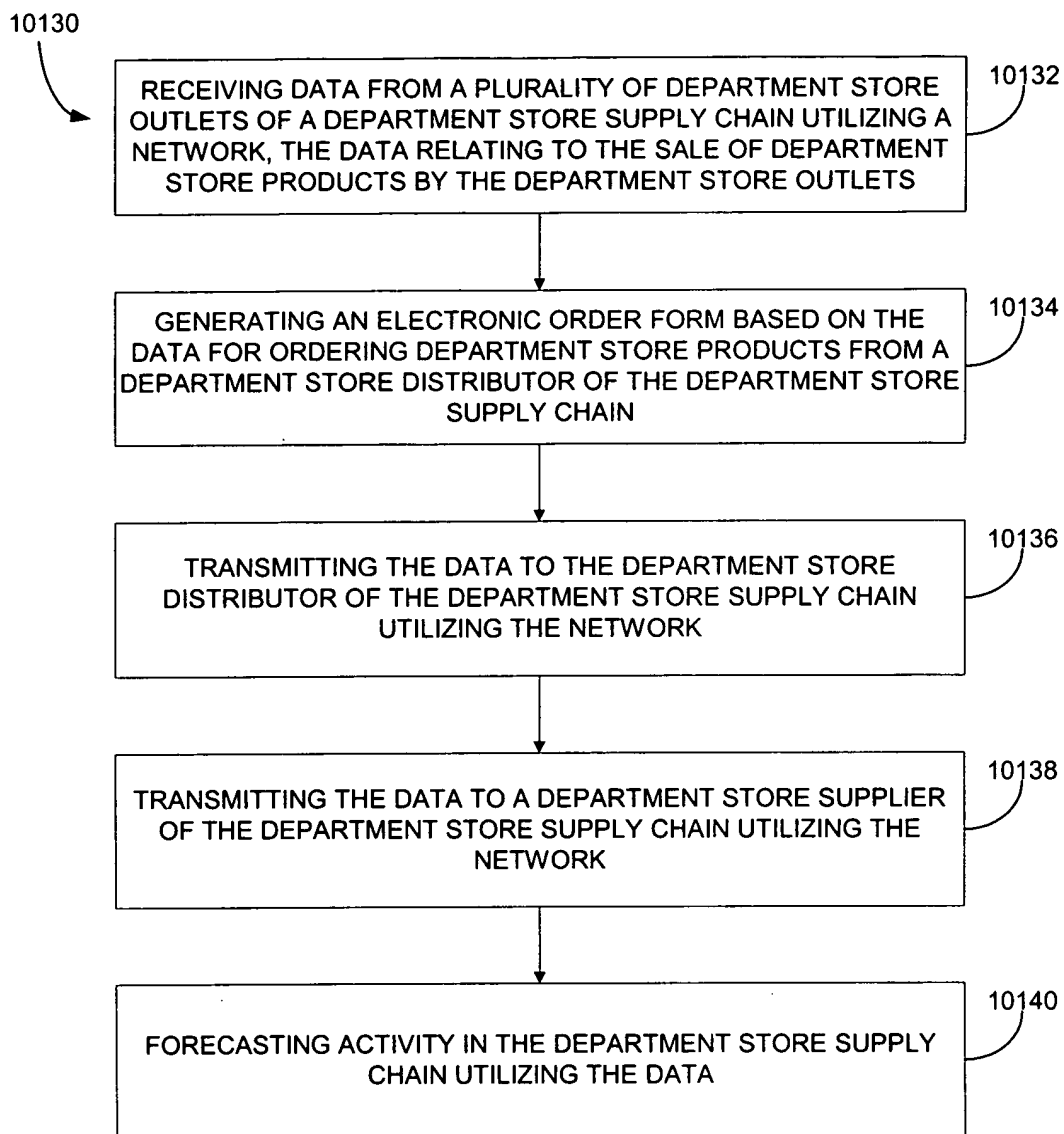 10130
10132
RECEIVING DATA FROM A PLURALITY OF DEPARTMENT STORE
OUTLETS OF A DEPARTMENT STORE SUPPLY CHAIN UTILIZING A
NETWORK, THE DATA RELATING TO THE SALE OF DEPARTMENT
STORE PRODUCTS BY THE DEPARTMENT STORE OUTLETS
10134
GENERATING AN ELECTRONIC ORDER FORM BASED ON THE
DATA FOR ORDERING DEPARTMENT STORE PRODUCTS FROM A
DEPARTMENT STORE DISTRIBUTOR OF THE DEPARTMENT STORE
SUPPLY CHAIN
10136
TRANSMITTING THE DATA TO THE DEPARTMENT STORE
DISTRIBUTOR OF THE DEPARTMENT STORE SUPPLY CHAIN
UTILIZING THE NETWORK
10138
TRANSMITTING THE DATA TO A DEPARTMENT STORE SUPPLIER
OF THE DEPARTMENT STORE SUPPLY CHAIN UTILIZING THE
NETWORK
10140
FORECASTING ACTIVITY IN THE DEPARTMENT STORE SUPPLY
CHAIN UTILIZING THE DATA